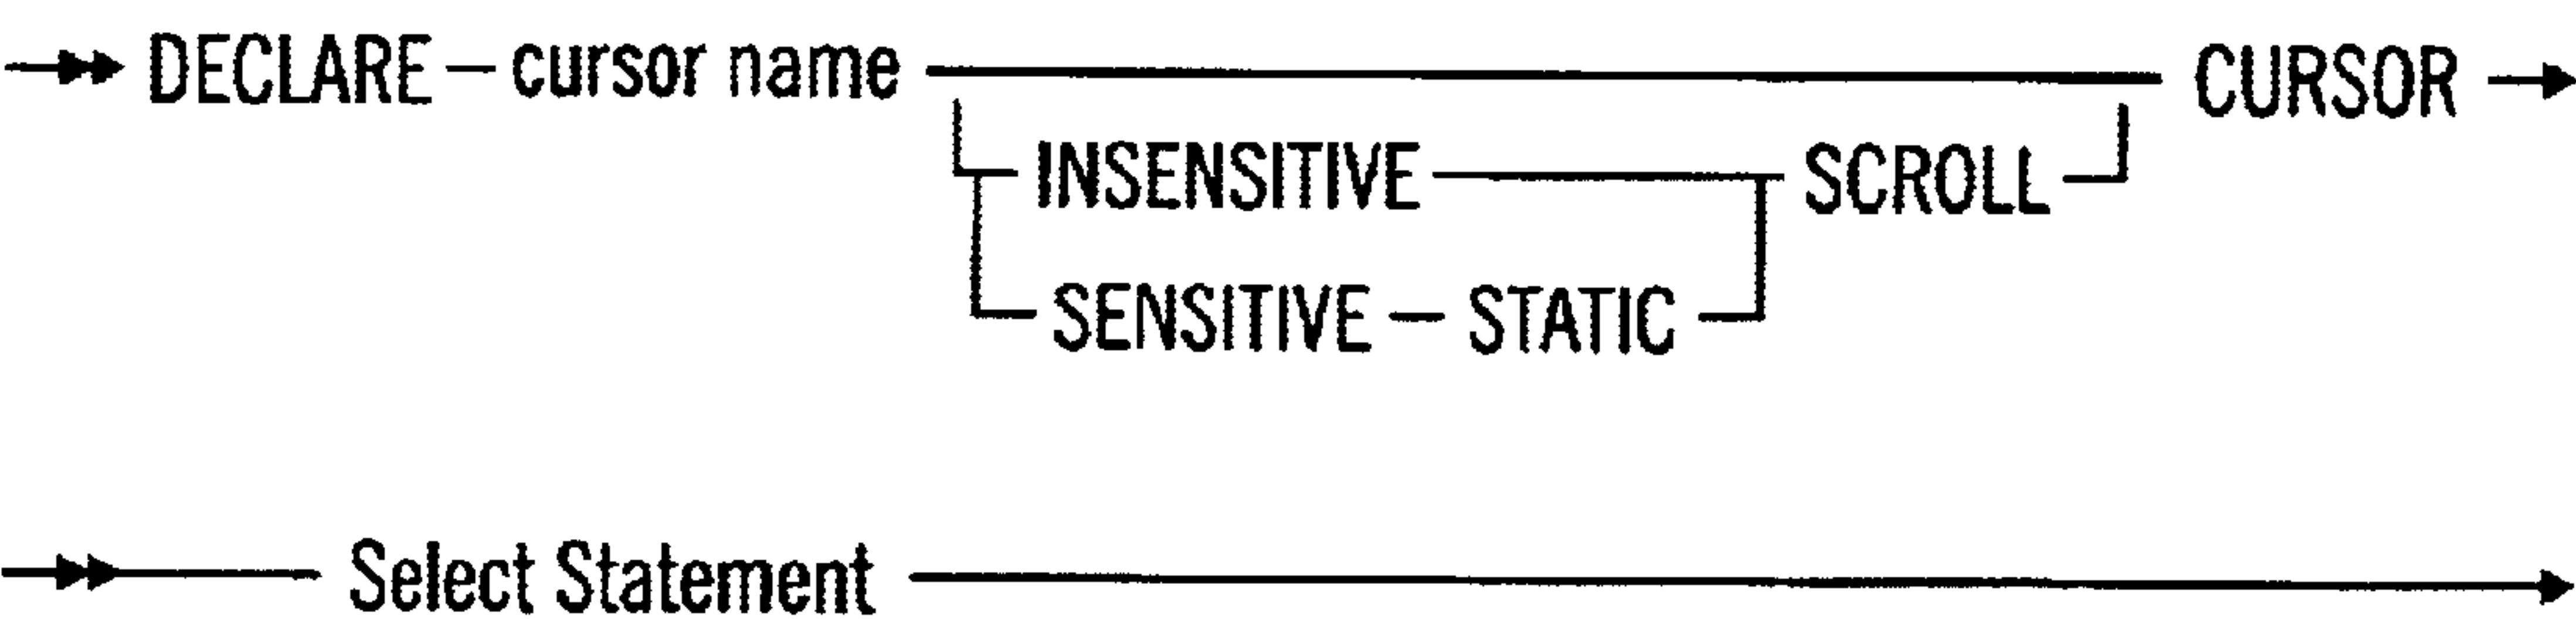 DECLARE cursor name CURSOR
INSENSITIVE SCROLL
SENSITIVE STATIC
Select Statement